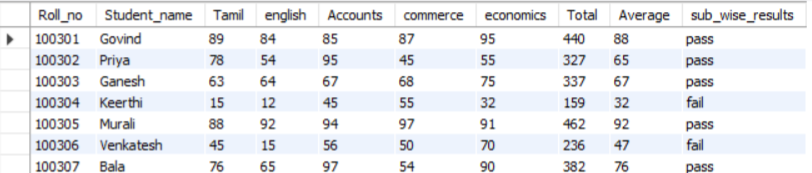 Roll_no Student_name Tamil english Accounts commerce economics Total Average sub_wise_results
100301 Govind 89 84 85 87 95 440 88 pass
100302 Priya 78 54 95 45 55 327 65 pass
100303 Ganesh 63 64 67 68 75 337 67 pass
100304 Keerthi 15 12 45 55 32 159 32 fail
100305 Murali 88 92 94 97 91 462 92 pass
100306 Venkatesh 45 15 56 50 70 236 47 fail
100307 Bala 76 65 97 54 90 382 76 pass